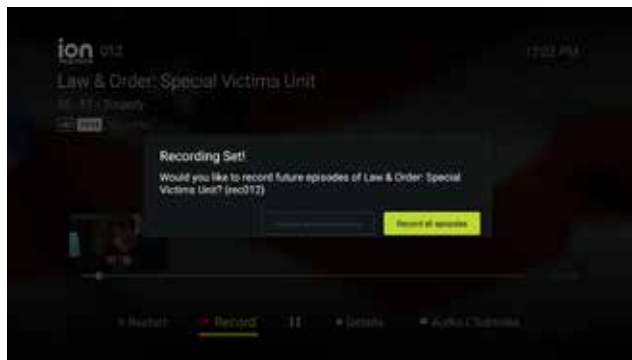 ion 012
Law & Order: Special Victims Unit
Recording Set!
Would you like to record future episodes of Law & Order: Special
Victims Unit? (rec012)
Record all episodes
Restart Record Details Audio / Subtitles